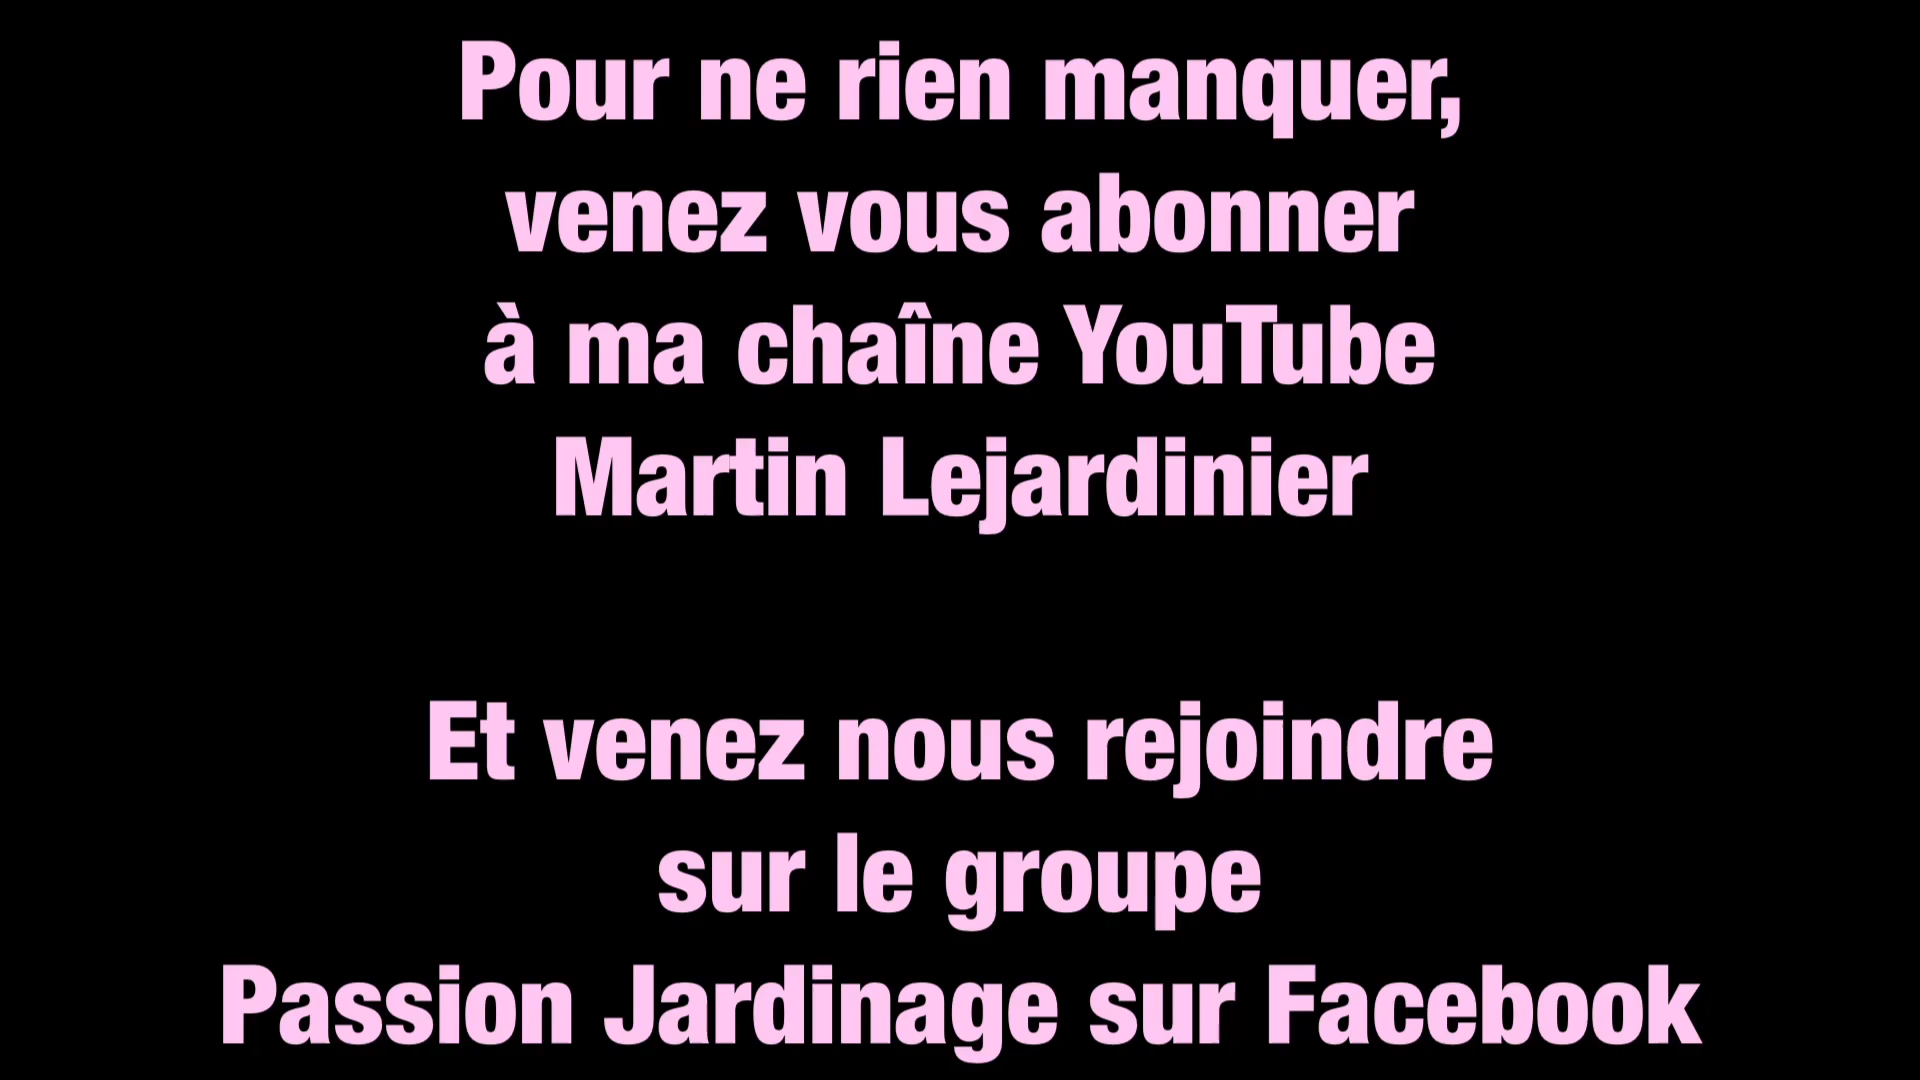 Pour ne rien manquer,
venez vous abonner
à ma chaîne YouTube
Martin Lejardinier
Et venez nous rejoindre
sur le groupe
Passion Jardinage sur Facebook